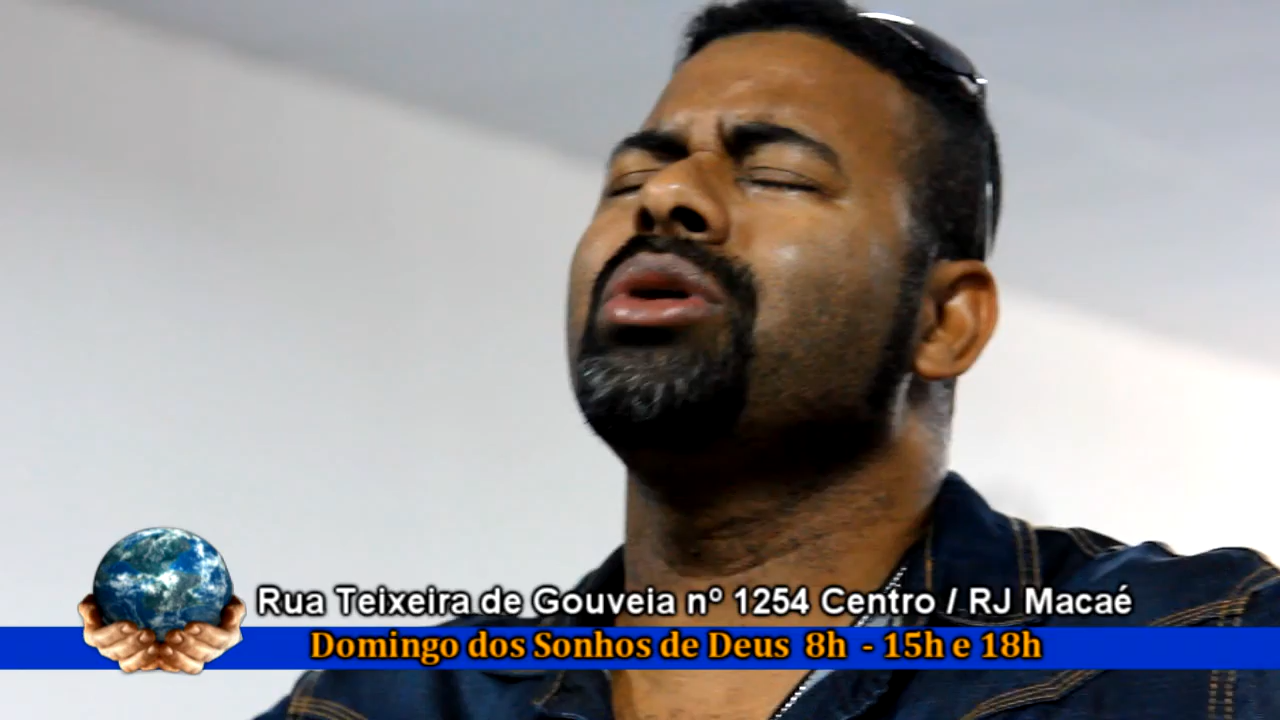 Rua Teixeira de Gouveia nº 1254 Centro / RJ Macaé
Domingo dos Sonhos de Deus 8h - 15h e 18h